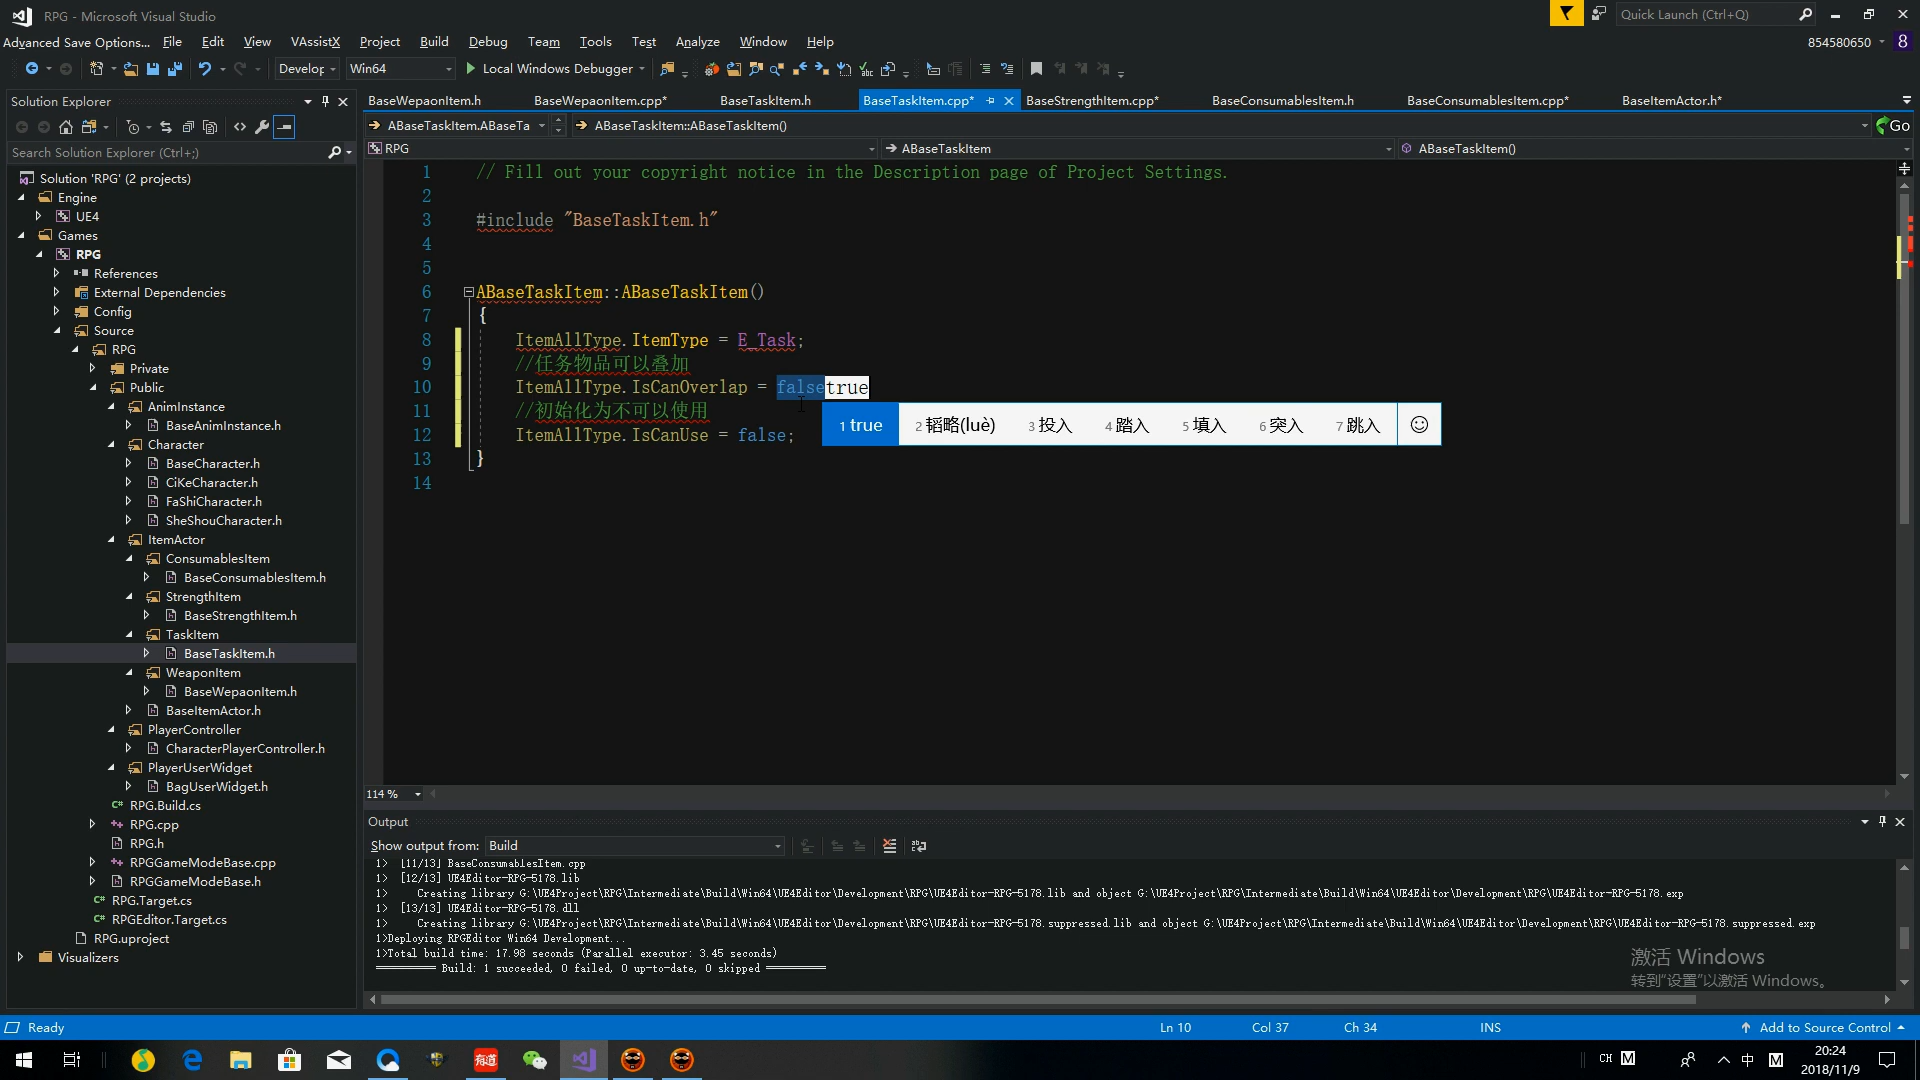 RPG - Microsoft Visual Studio
Quick Launch (Ctrl+Q)
Advanced Save Options... File Edit View VAssistX Project Build Debug Team Tools Test Analyze Window Help
854580650 8
Develop Win64 Local Windows Debugger
Solution Explorer
Search Solution Explorer (Ctrl+;)
Solution 'RPG' (2 projects)
Engine
UE4
Games
RPG
References
External Dependencies
Config
Source
RPG
Private
Public
AnimInstance
BaseAnimInstance.h
Character
BaseCharacter.h
CiKeCharacter.h
FaShiCharacter.h
SheShouCharacter.h
ItemActor
ConsumablesItem
BaseConsumablesItem.h
StrengthItem
BaseStrengthItem.h
TaskItem
BaseTaskItem.h
WeaponItem
BaseWepaonItem.h
BaseItemActor.h
PlayerController
CharacterPlayerController.h
PlayerUserWidget
BagUserWidget.h
RPG.Build.cs
RPG.cpp
RPG.h
RPGGameModeBase.cpp
RPGGameModeBase.h
RPG.Target.cs
RPGEditor.Target.cs
RPG.uproject
Visualizers
BaseWepaonItem.h BaseWepaonItem.cpp* BaseTaskItem.h BaseTaskItem.cpp* BaseStrengthItem.cpp* BaseConsumablesItem.h BaseConsumablesItem.cpp* BaseItemActor.h*
ABaseTaskItem.ABaseTa ABaseTaskItem::ABaseTaskItem() Go
RPG ABaseTaskItem ABaseTaskItem()
1 // Fill out your copyright notice in the Description page of Project Settings.
2
3 #include "BaseTaskItem.h"
4
5
6 ABaseTaskItem::ABaseTaskItem()
7 {
8 ItemAllType.ItemType = E_Task;
9 //任务物品可以叠加
10 ItemAllType.IsCanOverlap = falsetrue
11 //初始化为不可以使用
12 ItemAllType.IsCanUse = false;
13 }
14
1 true 2 韬略(luè) 3 投入 4 踏入 5 填入 6 突入 7 跳入
114 %
Output
Show output from: Build
1> [11/13] BaseConsumablesItem.cpp
1> [12/13] UE4Editor-RPG-5178.lib
1> Creating library G:\UE4Project\RPG\Intermediate\Build\Win64\UE4Editor\Development\RPG\UE4Editor-RPG-5178.lib and object G:\UE4Project\RPG\Intermediate\Build\Win64\UE4Editor\Development\RPG\UE4Editor-RPG-5178.exp
1> [13/13] UE4Editor-RPG-5178.dll
1> Creating library G:\UE4Project\RPG\Intermediate\Build\Win64\UE4Editor\Development\RPG\UE4Editor-RPG-5178.suppressed.lib and object G:\UE4Project\RPG\Intermediate\Build\Win64\UE4Editor\Development\RPG\UE4Editor-RPG-5178.suppressed.exp
1>Deploying RPGEditor Win64 Development...
1>Total build time: 17.98 seconds (Parallel executor: 3.45 seconds)
========== Build: 1 succeeded, 0 failed, 0 up-to-date, 0 skipped ==========
激活 Windows
转到"设置"以激活 Windows。
Ready Ln 10 Col 37 Ch 34 INS Add to Source Control
有道
CH M 中 M
20:24
2018/11/9